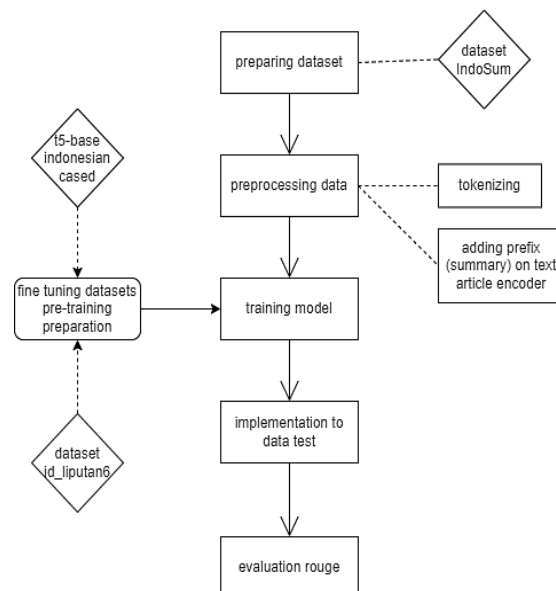 preparing dataset
dataset
IndoSum
t5-base
indonesian
cased
preprocessing data
tokenizing
adding prefix
(summary) on text
article encoder
fine tuning datasets
pre-training
preparation
training model
dataset
id_liputan6
implementation to
data test
evaluation rouge